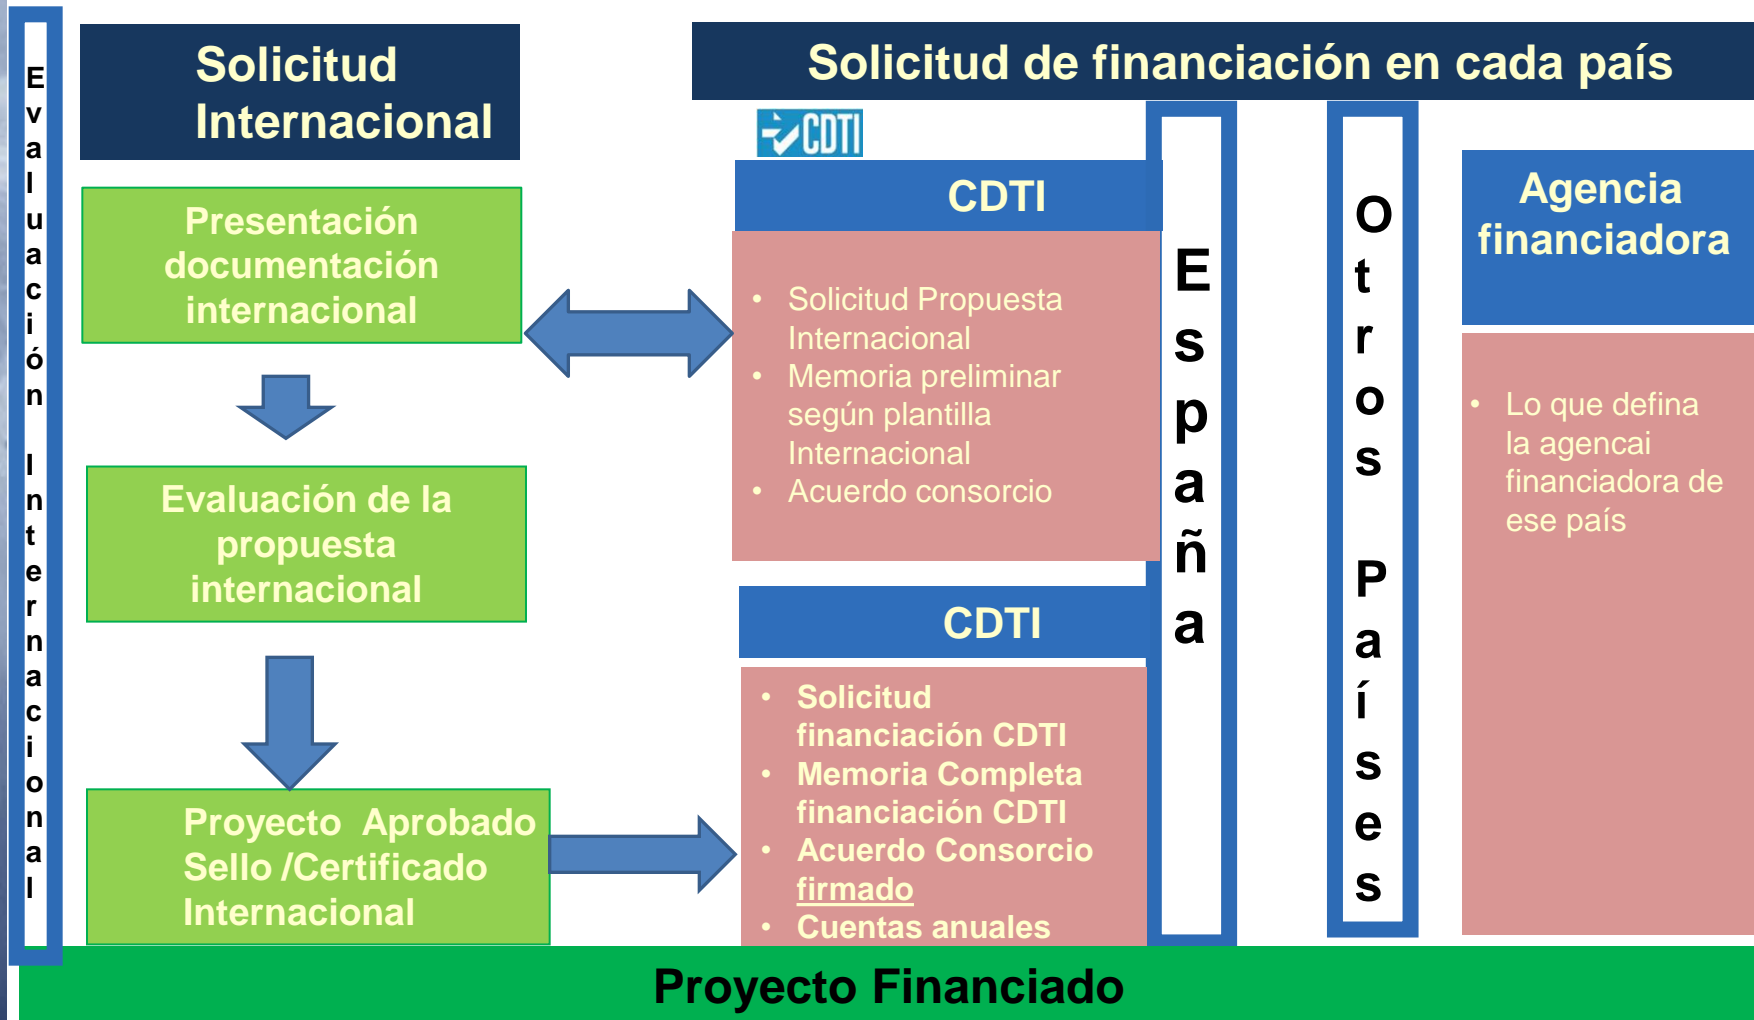 Evaluación Internacional
Solicitud
Internacional
Presentación
documentación
internacional
Evaluación de la
propuesta
internacional
Proyecto Aprobado
Sello /Certificado
Internacional
Solicitud de financiación en cada país
CDTI
CDTI
• Solicitud Propuesta
Internacional
• Memoria preliminar
según plantilla
Internacional
• Acuerdo consorcio
CDTI
• Solicitud
financiación CDTI
• Memoria Completa
financiación CDTI
• Acuerdo Consorcio
firmado
• Cuentas anuales
España
Otros Países
Agencia
financiadora
• Lo que defina
la agencai
financiadora de
ese país
Proyecto Financiado